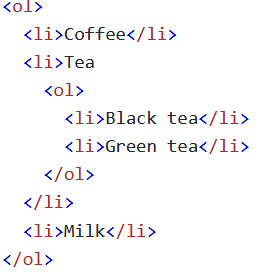 <ol>
  <li>Coffee</li>
  <li>Tea
    <ol>
      <li>Black tea</li>
      <li>Green tea</li>
    </ol>
  </li>
  <li>Milk</li>
</ol>